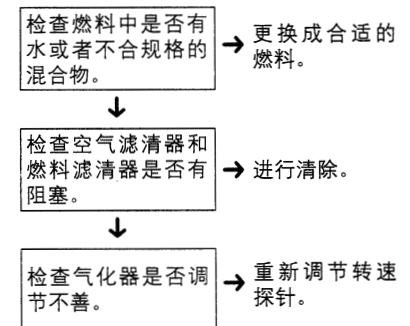 检查燃料中是否有
水或者不合规格的
混合物。
更换成合适的
燃料。
检查空气滤清器和
燃料滤清器是否有
阻塞。
进行清除。
检查气化器是否调
节不善。
重新调节转速
探针。